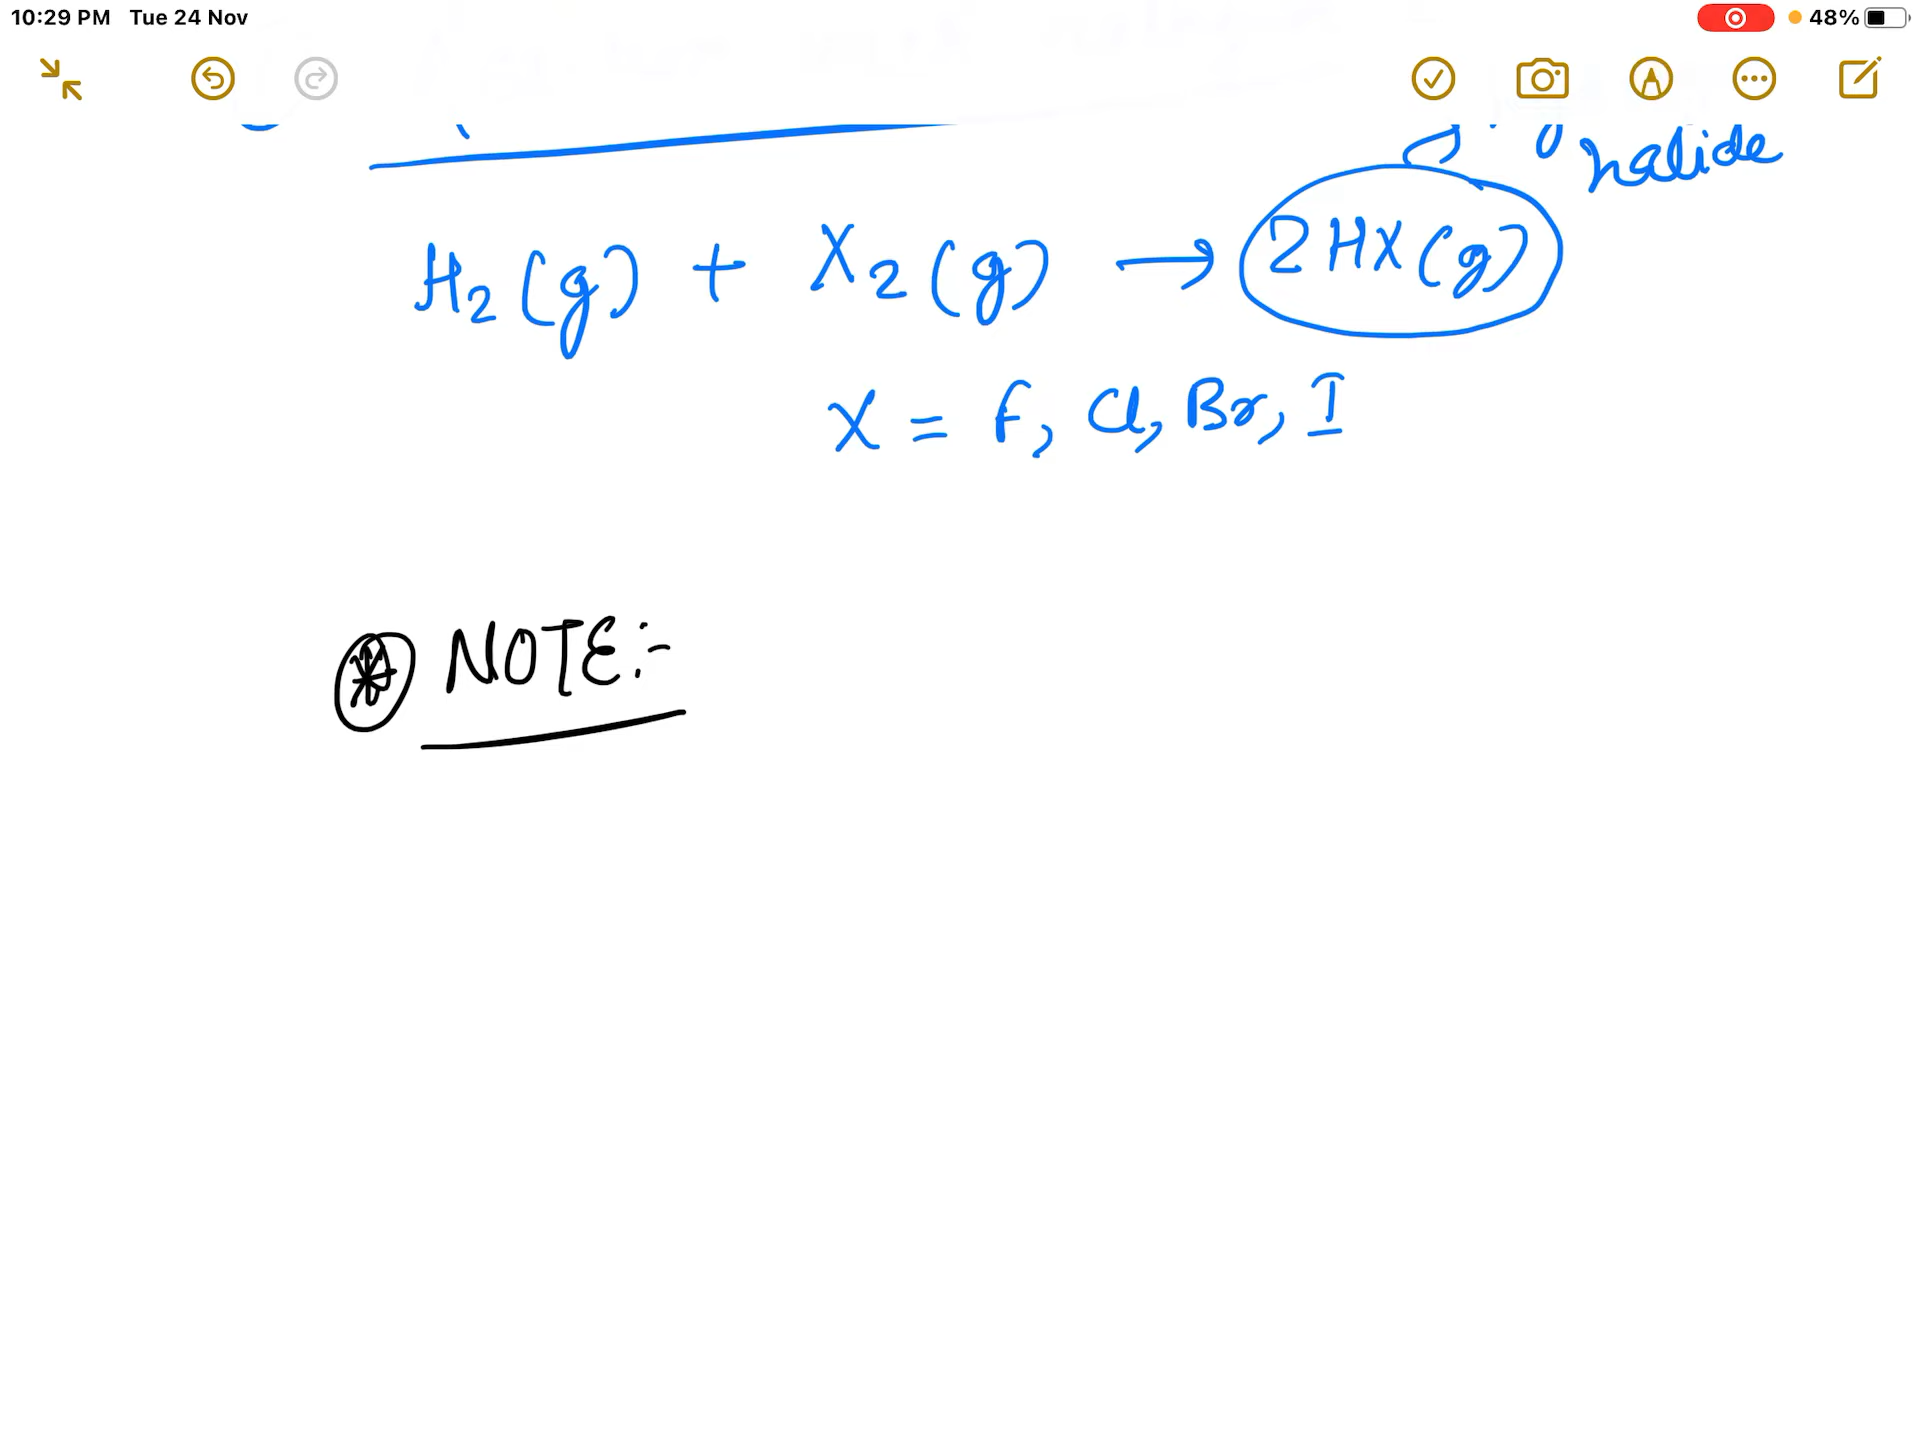 10:29 PM Tue 24 Nov 48%
halide
H₂(g) + X₂(g) → 2HX(g)
X = F, Cl, Br, I
* NOTE:-